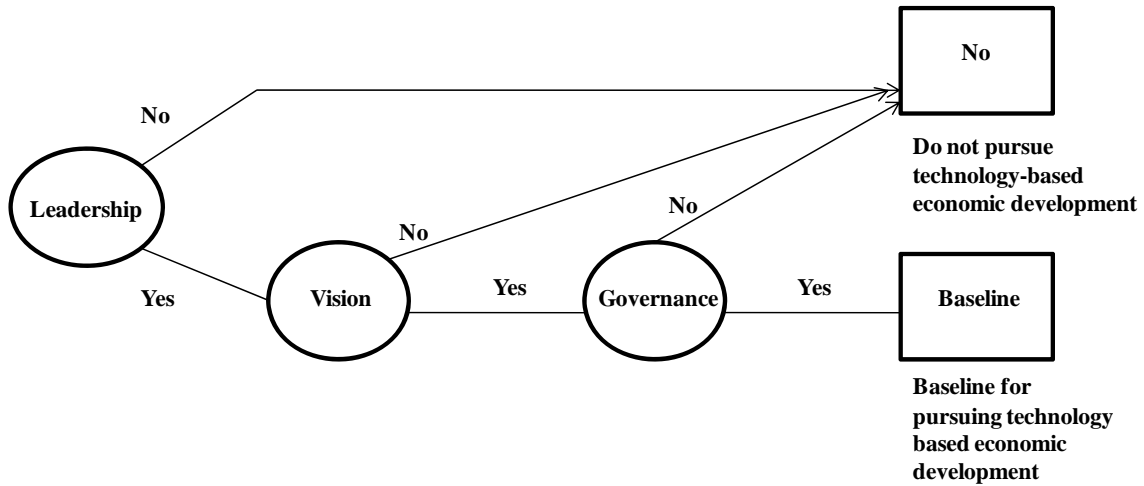 No
No
Do not pursue
technology-based
economic development
Leadership
No
No
Yes
Vision
Yes
Governance
Yes
Baseline
Baseline for
pursuing technology
based economic
development